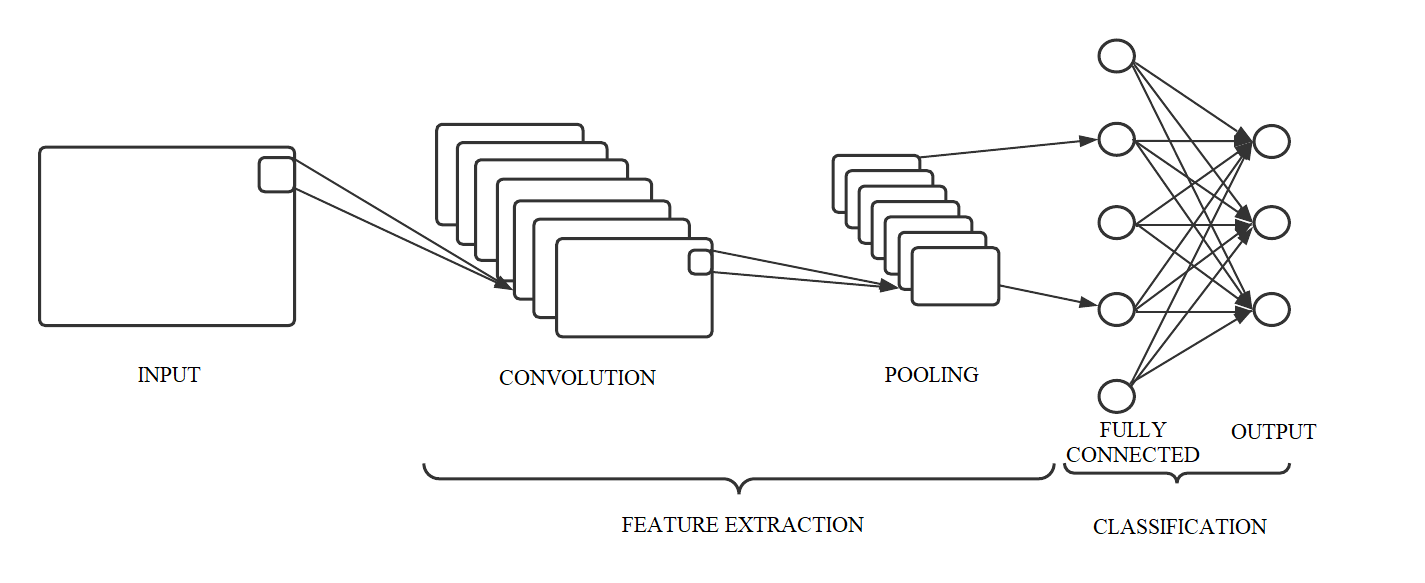 INPUT
CONVOLUTION
POOLING
FULLY
CONNECTED
OUTPUT
FEATURE EXTRACTION
CLASSIFICATION